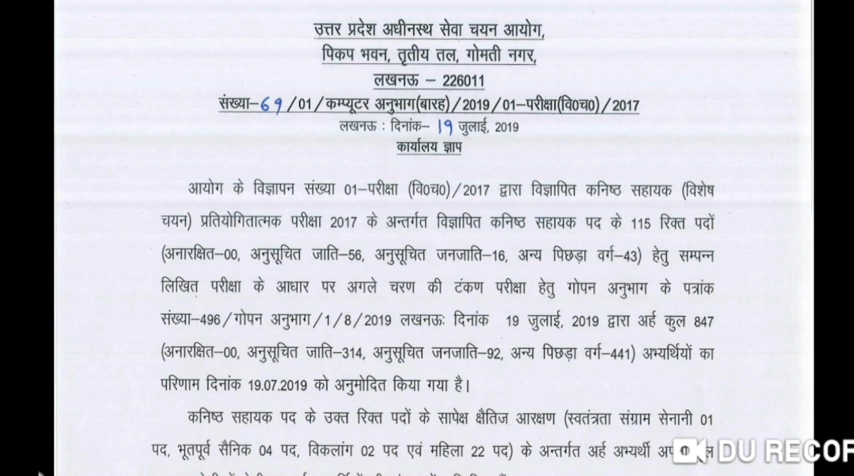 उत्तर प्रदेश अधीनस्थ सेवा चयन आयोग,
पिकप भवन, तृतीय तल, गोमती नगर,
लखनऊ – 226011
संख्या–69/01/कम्प्यूटर अनुभाग(बारह)/2019/01–परीक्षा(वि0च0)/2017
लखनऊ : दिनांक– 19 जुलाई, 2019
कार्यालय ज्ञाप
आयोग के विज्ञापन संख्या 01–परीक्षा (वि0च0)/2017 द्वारा विज्ञापित कनिष्ठ सहायक (विशेष
चयन) प्रतियोगितात्मक परीक्षा 2017 के अन्तर्गत विज्ञापित कनिष्ठ सहायक पद के 115 रिक्त पदों
(अनारक्षित–00, अनुसूचित जाति–56, अनुसूचित जनजाति–16, अन्य पिछड़ा वर्ग–43) हेतु सम्पन्न
लिखित परीक्षा के आधार पर अगले चरण की टंकण परीक्षा हेतु गोपन अनुभाग के पत्रांक
संख्या–496/गोपन अनुभाग/1/8/2019 लखनऊः दिनांक 19 जुलाई, 2019 द्वारा अर्ह कुल 847
(अनारक्षित–00, अनुसूचित जाति–314, अनुसूचित जनजाति–92, अन्य पिछड़ा वर्ग–441) अभ्यर्थियों का
परिणाम दिनांक 19.07.2019 को अनुमोदित किया गया है।
कनिष्ठ सहायक पद के उक्त रिक्त पदों के सापेक्ष क्षैतिज आरक्षण (स्वतंत्रता संग्राम सेनानी 01
पद, भूतपूर्व सैनिक 04 पद, विकलांग 02 पद एवं महिला 22 पद) के अन्तर्गत अर्ह अभ्यर्थी
DU RECOR